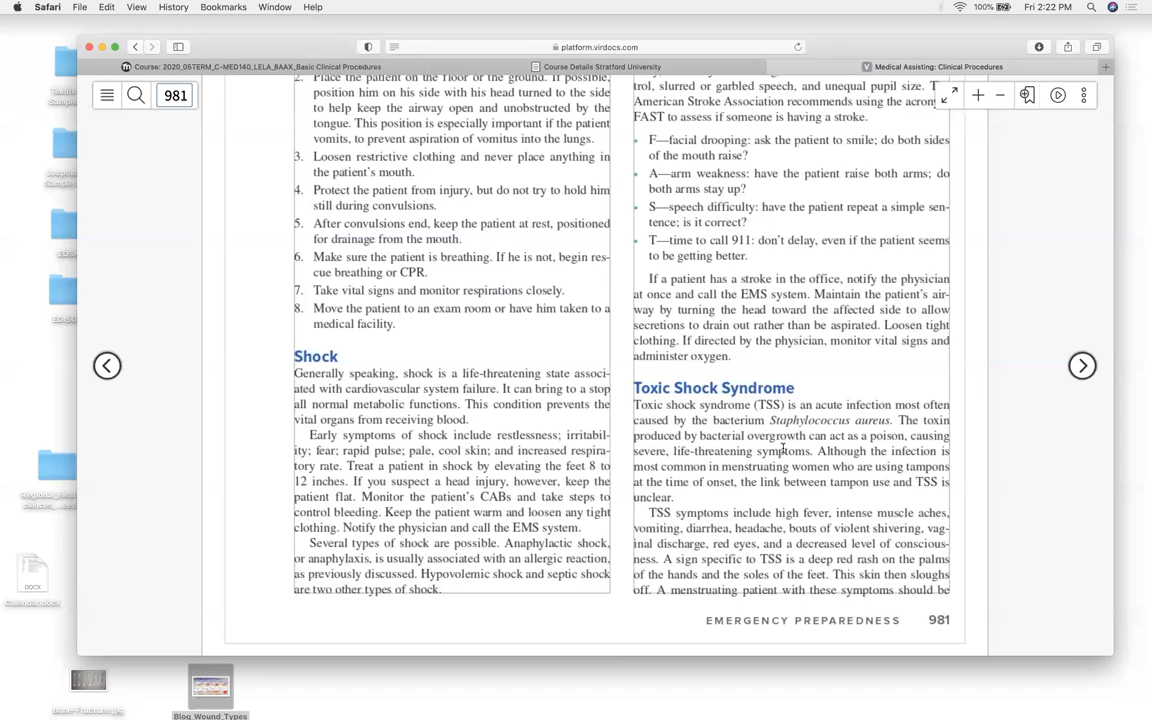 Safari File Edit View History Bookmarks Window Help
100% Fri 2:22 PM
platform.virdocs.com
Course: 2020_05TERM_C-MED140_LELA_BAAX_Basic Clinical Procedures
Course Details Stratford University
Medical Assisting: Clinical Procedures
981
2. Place the patient on the floor or the ground. If possible,
position him on his side with his head turned to the side
to help keep the airway open and unobstructed by the
tongue. This position is especially important if the patient
vomits, to prevent aspiration of vomitus into the lungs.
3. Loosen restrictive clothing and never place anything in
the patient's mouth.
4. Protect the patient from injury, but do not try to hold him
still during convulsions.
5. After convulsions end, keep the patient at rest, positioned
for drainage from the mouth.
6. Make sure the patient is breathing. If he is not, begin res-
cue breathing or CPR.
7. Take vital signs and monitor respirations closely.
8. Move the patient to an exam room or have him taken to a
medical facility.
Shock
Generally speaking, shock is a life-threatening state associ-
ated with cardiovascular system failure. It can bring to a stop
all normal metabolic functions. This condition prevents the
vital organs from receiving blood.
Early symptoms of shock include restlessness; irritabil-
ity; fear; rapid pulse; pale, cool skin; and increased respira-
tory rate. Treat a patient in shock by elevating the feet 8 to
12 inches. If you suspect a head injury, however, keep the
patient flat. Monitor the patient's CABs and take steps to
control bleeding. Keep the patient warm and loosen any tight
clothing. Notify the physician and call the EMS system.
Several types of shock are possible. Anaphylactic shock,
or anaphylaxis, is usually associated with an allergic reaction,
as previously discussed. Hypovolemic shock and septic shock
are two other types of shock.
trol, slurred or garbled speech, and unequal pupil size.
American Stroke Association recommends using the acrony
FAST to assess if someone is having a stroke.
• F—facial drooping: ask the patient to smile; do both sides
of the mouth raise?
• A—arm weakness: have the patient raise both arms; do
both arms stay up?
• S—speech difficulty: have the patient repeat a simple sen-
tence; is it correct?
• T—time to call 911: don't delay, even if the patient seems
to be getting better.
If a patient has a stroke in the office, notify the physician
at once and call the EMS system. Maintain the patient's air-
way by turning the head toward the affected side to allow
secretions to drain out rather than be aspirated. Loosen tight
clothing. If directed by the physician, monitor vital signs and
administer oxygen.
Toxic Shock Syndrome
Toxic shock syndrome (TSS) is an acute infection most often
caused by the bacterium Staphylococcus aureus. The toxin
produced by bacterial overgrowth can act as a poison, causing
severe, life-threatening symptoms. Although the infection is
most common in menstruating women who are using tampons
at the time of onset, the link between tampon use and TSS is
unclear.
TSS symptoms include high fever, intense muscle aches,
vomiting, diarrhea, headache, bouts of violent shivering, vag-
inal discharge, red eyes, and a decreased level of conscious-
ness. A sign specific to TSS is a deep red rash on the palms
of the hands and the soles of the feet. This skin then sloughs
off. A menstruating patient with these symptoms should be
EMERGENCY PREPAREDNESS 981
DOCX
Calendar.docx
Bone-Fractures.jpg
Blog_Wound_Types